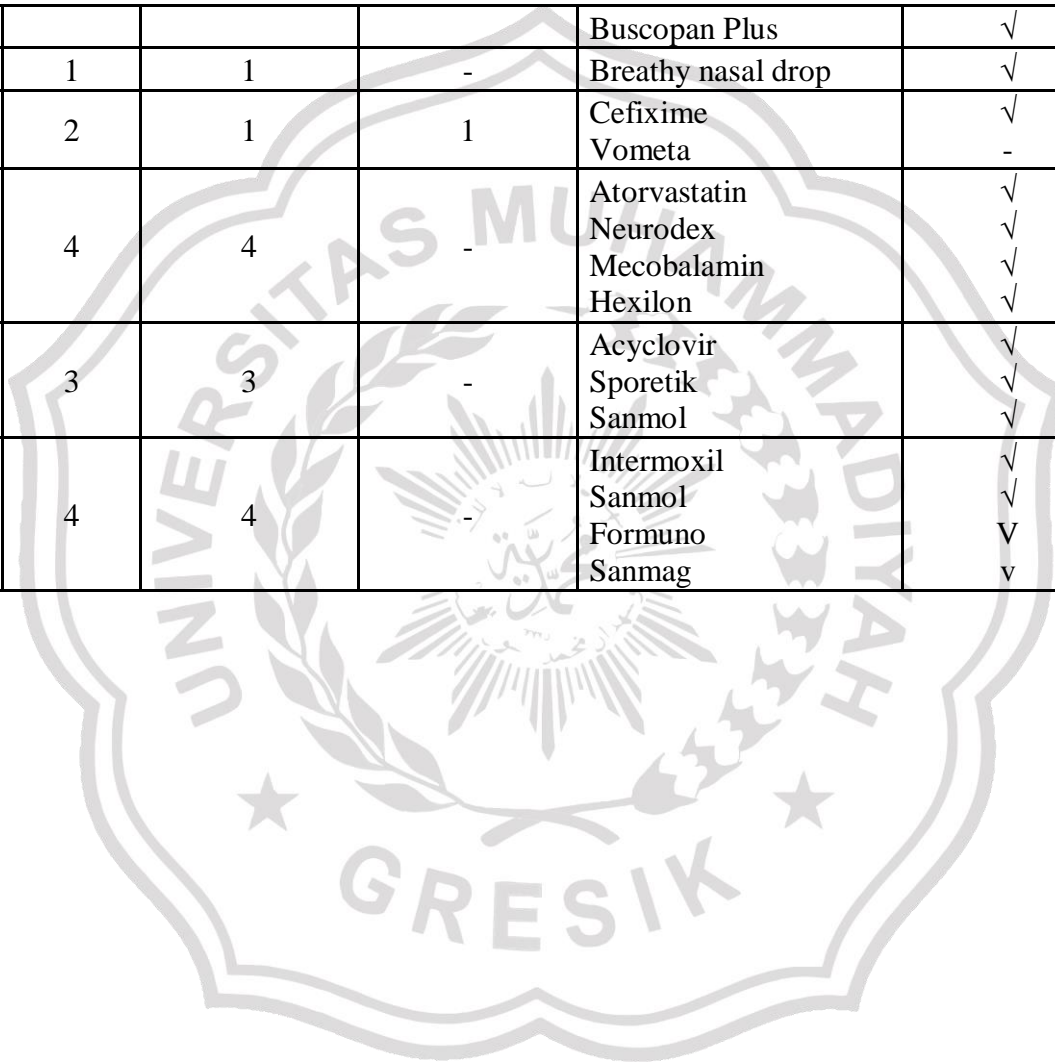 Buscopan Plus √
1 1 - Breathy nasal drop √
2 1 1 Cefixime √
Vometa -
4 4 - Atorvastatin √
Neurodex √
Mecobalamin √
Hexilon √
3 3 - Acyclovir √
Sporetik √
Sanmol √
4 4 - Intermoxil √
Sanmol √
Formuno V
Sanmag v
UNIVERSITAS MUHAMMADIYAH
GRESIK